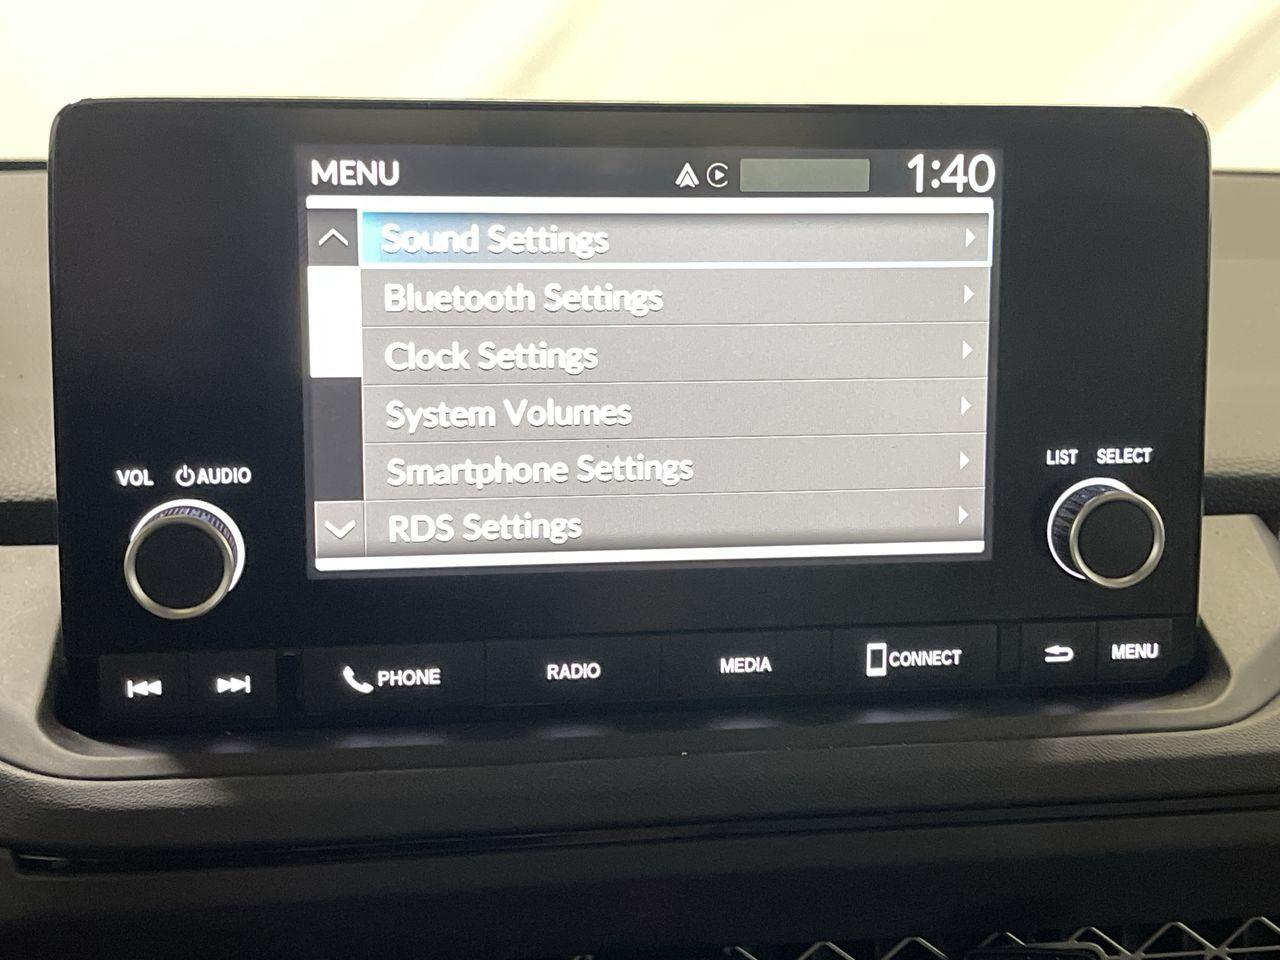 MENU 1:40
Sound Settings
Bluetooth Settings
Clock Settings
System Volumes
Smartphone Settings
RDS Settings
VOL AUDIO
LIST SELECT
PHONE RADIO MEDIA CONNECT MENU